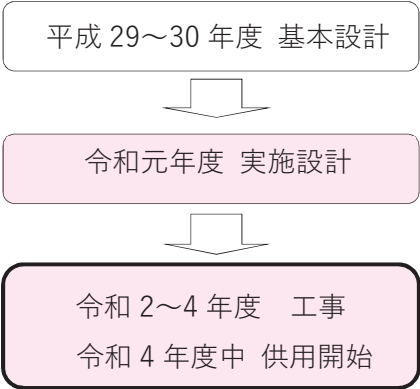 平成 29～30 年度 基本設計
令和元年度 実施設計
令和 2～4 年度　工事
令和 4 年度中 供用開始